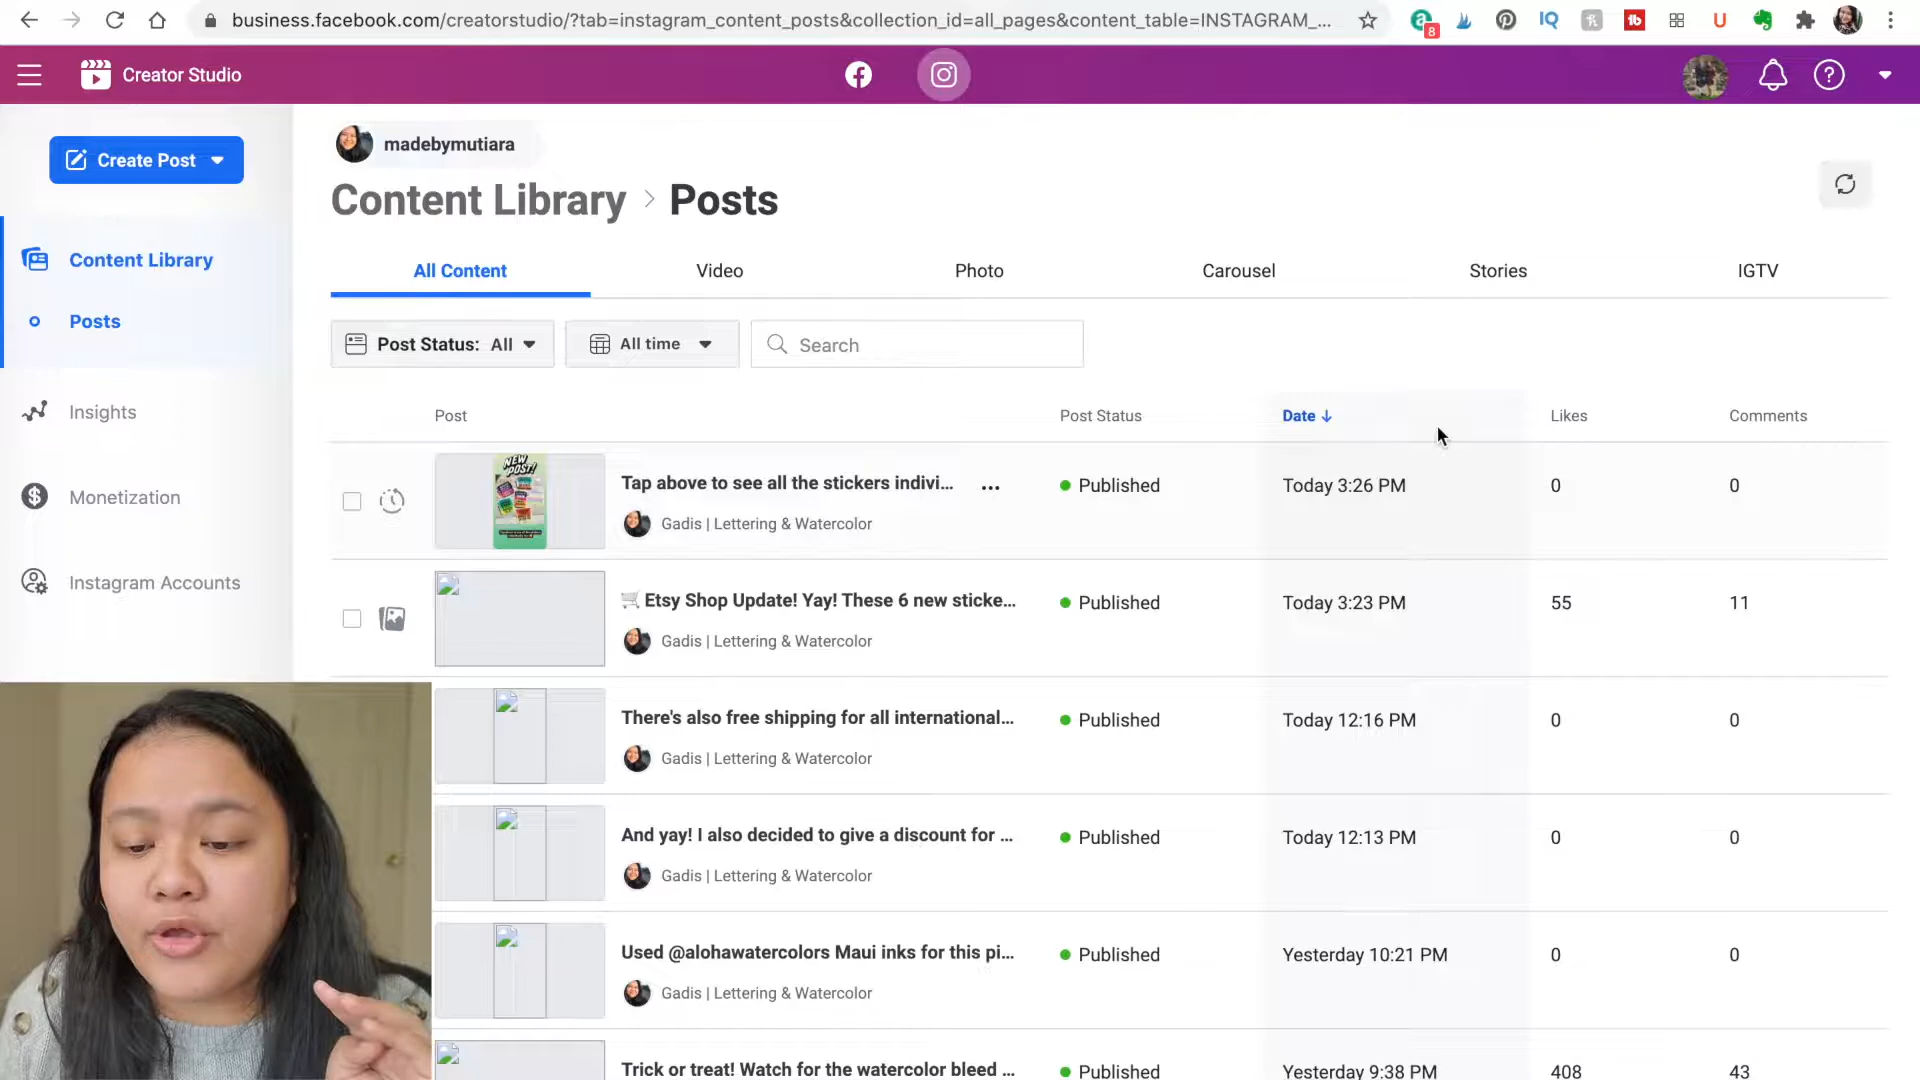 business.facebook.com/creatorstudio/?tab=instagram_content_posts&collection_id=all_pages&content_table=INSTAGRAM_...
8
Creator Studio
Create Post
Content Library
Posts
Insights
Monetization
Instagram Accounts
madebymutiara
Content Library > Posts
All Content Video Photo Carousel Stories IGTV
Post Status: All All time Search
Post Post Status Date ↓ Likes Comments
NEW POST!
Tap above to see all the stickers indivi... ... Published Today 3:26 PM 0 0
Gadis | Lettering & Watercolor
🛒 Etsy Shop Update! Yay! These 6 new sticke... Published Today 3:23 PM 55 11
Gadis | Lettering & Watercolor
There's also free shipping for all international... Published Today 12:16 PM 0 0
Gadis | Lettering & Watercolor
And yay! I also decided to give a discount for ... Published Today 12:13 PM 0 0
Gadis | Lettering & Watercolor
Used @alohawatercolors Maui inks for this pi... Published Yesterday 10:21 PM 0 0
Gadis | Lettering & Watercolor
Trick or treat! Watch for the watercolor bleed ... Published Yesterday 9:38 PM 408 43